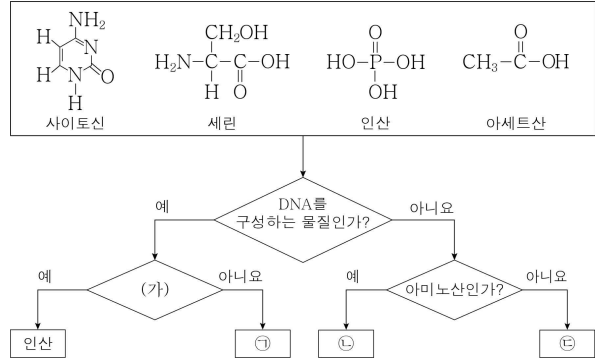 NH₂
H
N
H
N
O
H
사이토신
CH₂OH
H₂N-C-C-OH
H O
세린
O
HO-P-OH
OH
인산
O
CH₃-C-OH
아세트산
DNA를
구성하는 물질인가?
예
아니요
(가)
예
아니요
아미노산인가?
예
아니요
인산
㉠
㉡
㉢